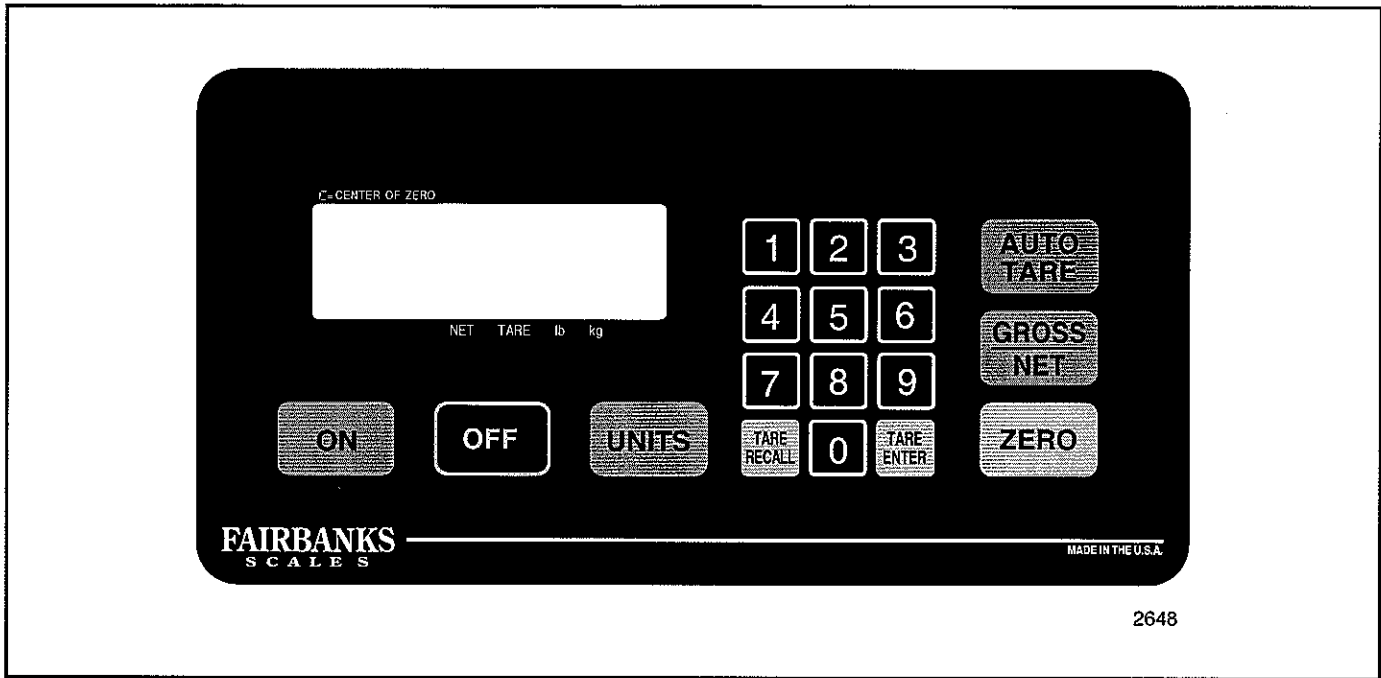 C=CENTER OF ZERO
NET TARE lb kg
1 2 3
4 5 6
7 8 9
TARE
RECALL
0
TARE
ENTER
AUTO
TARE
GROSS
NET
ZERO
ON
OFF
UNITS
FAIRBANKS
SCALES
MADE IN THE U.S.A.
2648